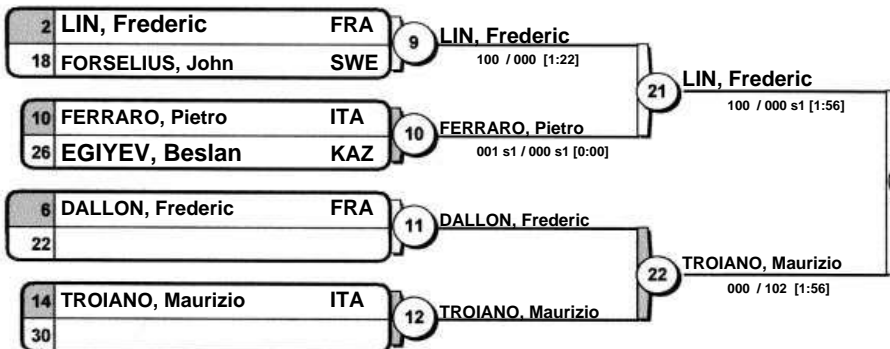 2 LIN, Frederic FRA
18 FORSELIUS, John SWE
9
LIN, Frederic
100 / 000 [1:22]
10 FERRARO, Pietro ITA
26 EGIYEV, Beslan KAZ
10
FERRARO, Pietro
001 s1 / 000 s1 [0:00]
21
LIN, Frederic
100 / 000 s1 [1:56]
6 DALLON, Frederic FRA
22
11
DALLON, Frederic
14 TROIANO, Maurizio ITA
30
12
TROIANO, Maurizio
22
TROIANO, Maurizio
000 / 102 [1:56]